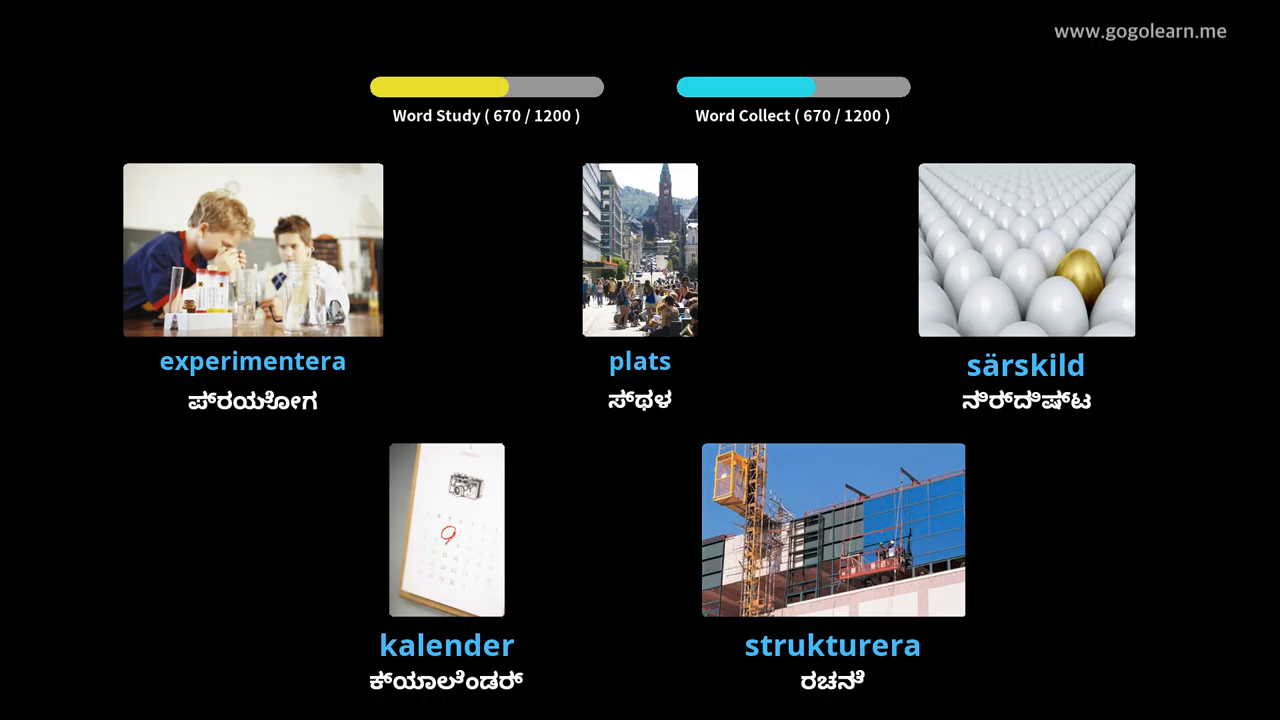 www.gogolearn.me
Word Study ( 670 / 1200 )
Word Collect ( 670 / 1200 )
experimentera
ಪ್ರಯೋಗ
plats
ಸ್ಥಳ
särskild
ನಿರ್ದಿಷ್ಟ
kalender
ಕ್ಯಾಲೆಂಡರ್
strukturera
ರಚನೆ